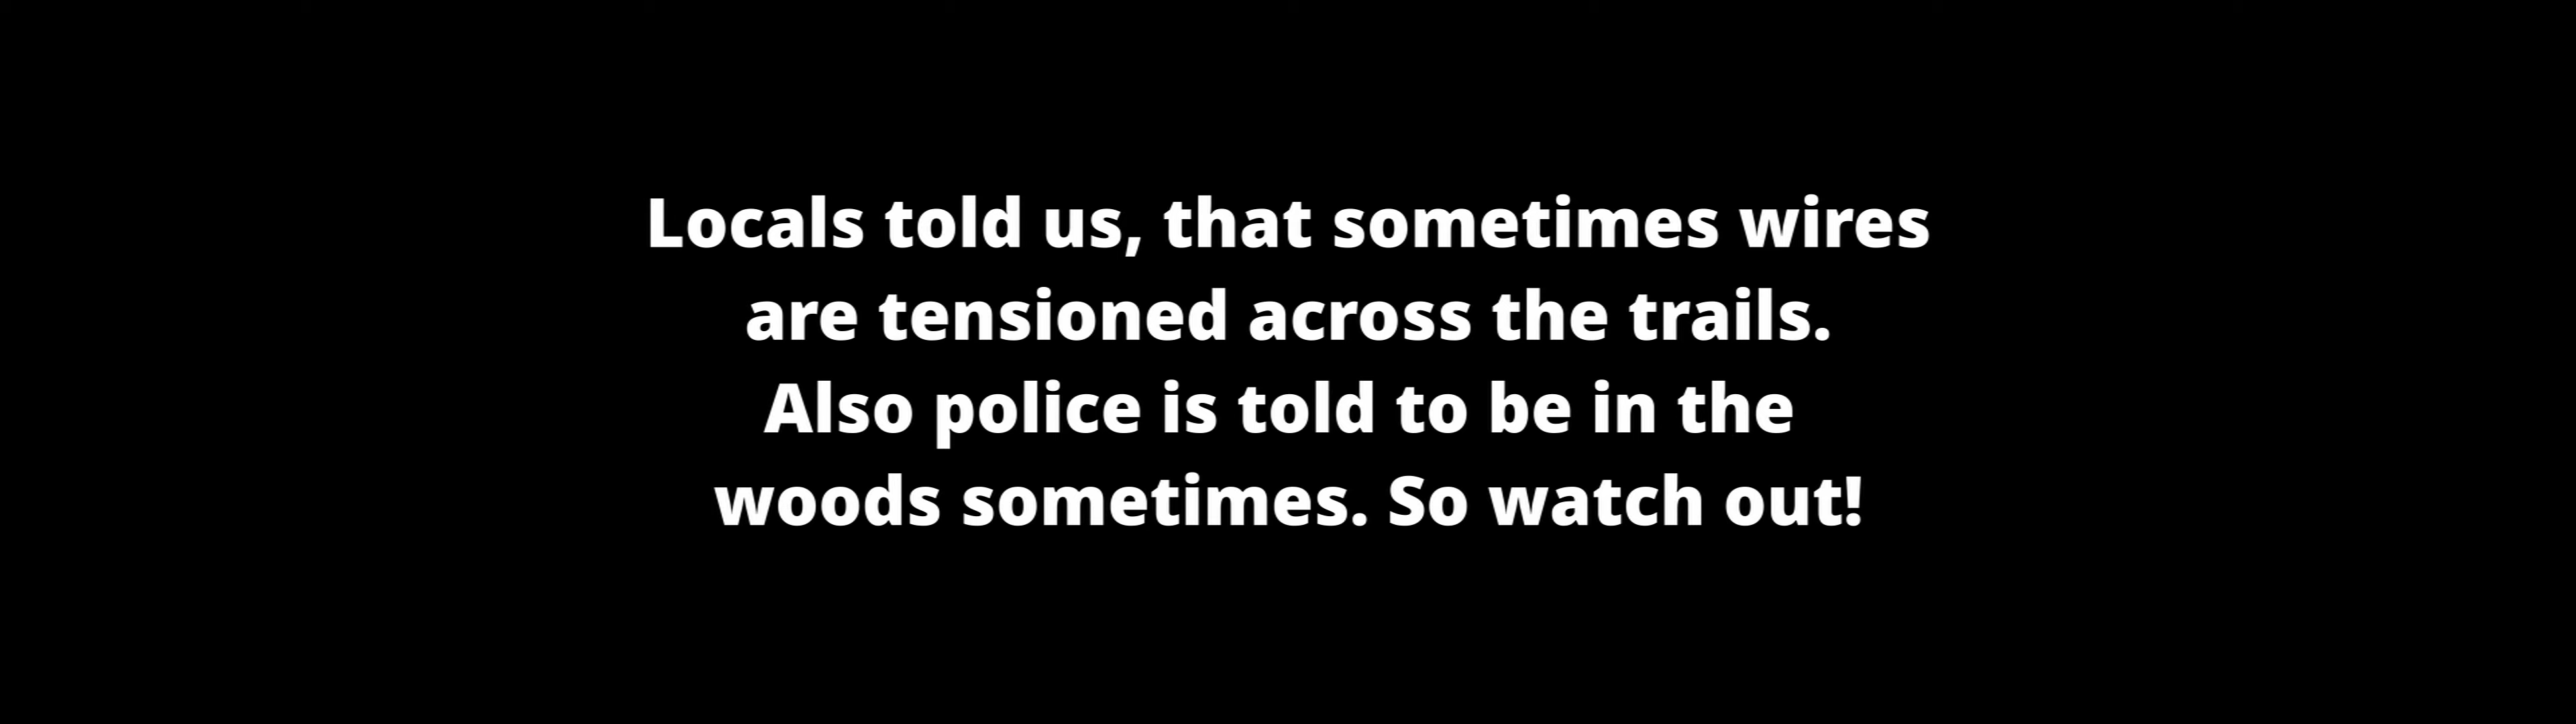 Locals told us, that sometimes wires
are tensioned across the trails.
Also police is told to be in the
woods sometimes. So watch out!